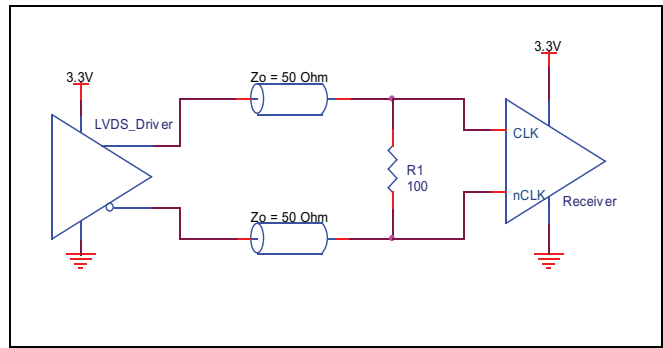 3.3V
LVDS_Driver
Zo = 50 Ohm
3.3V
CLK
R1
100
nCLK
Receiver
Zo = 50 Ohm